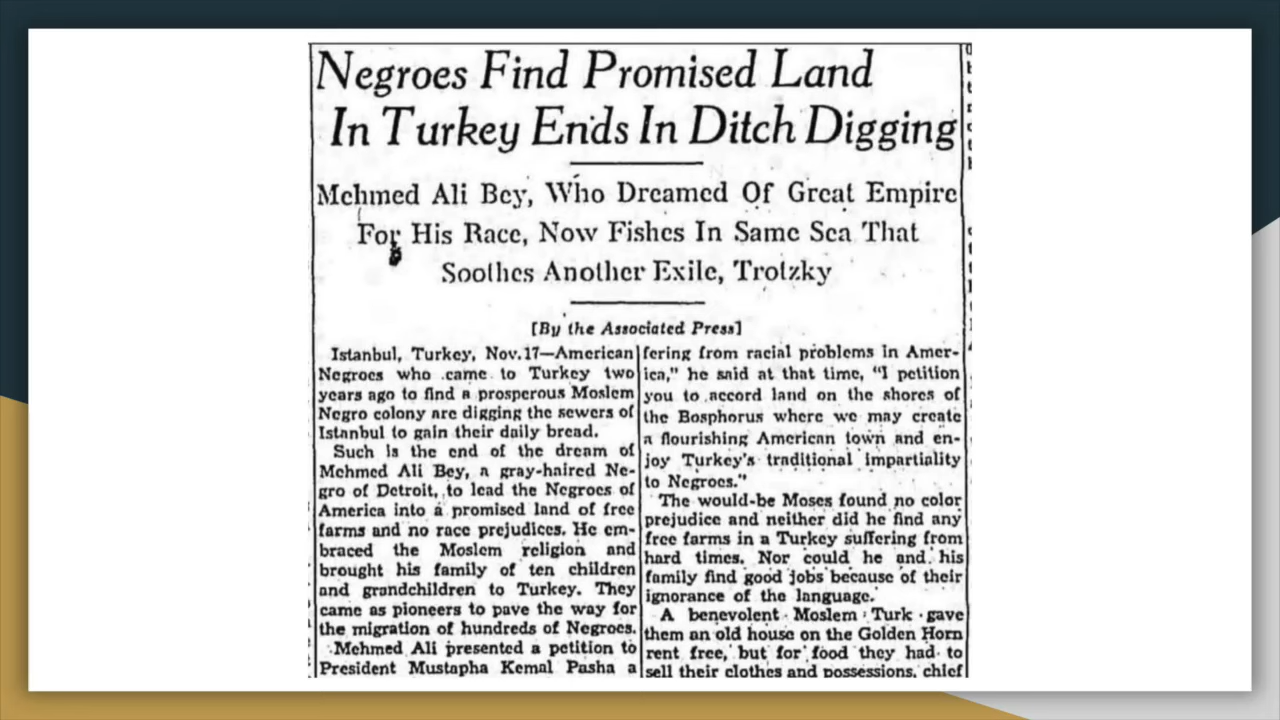 Negroes Find Promised Land
In Turkey Ends In Ditch Digging
Mehmed Ali Bey, Who Dreamed Of Great Empire
For His Race, Now Fishes In Same Sea That
Soothes Another Exile, Trotzky
[By the Associated Press]
Istanbul, Turkey, Nov. 17—American
Negroes who came to Turkey two
years ago to find a prosperous Moslem
Negro colony are digging the sewers of
Istanbul to gain their daily bread.
Such is the end of the dream of
Mehmed Ali Bey, a gray-haired Ne-
gro of Detroit, to lead the Negroes of
America into a promised land of free
farms and no race prejudices. He em-
braced the Moslem religion and
brought his family of ten children
and grandchildren to Turkey. They
came as pioneers to pave the way for
the migration of hundreds of Negroes.
Mehmed Ali presented a petition to
President Mustapha Kemal Pasha a
fering from racial problems in Amer-
ica," he said at that time, "I petition
you to accord land on the shores of
the Bosphorus where we may create
a flourishing American town and en-
joy Turkey's traditional impartiality
to Negroes."
The would-be Moses found no color
prejudice and neither did he find any
free farms in a Turkey suffering from
hard times. Nor could he and his
family find good jobs because of their
ignorance of the language.
A benevolent Moslem Turk gave
them an old house on the Golden Horn
rent free, but for food they had to
sell their clothes and possessions, chief